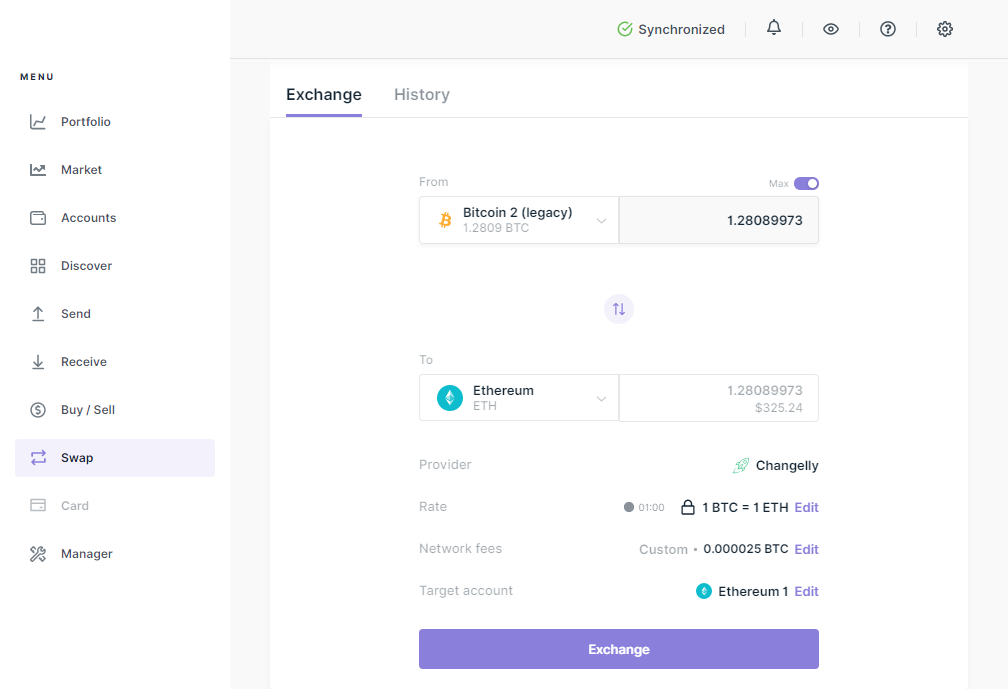 Synchronized
MENU
Portfolio
Market
Accounts
Discover
Send
Receive
Buy / Sell
Swap
Card
Manager
Exchange History
From Max
Bitcoin 2 (legacy)
1.2809 BTC
1.28089973
To
Ethereum
ETH
1.28089973
$325.24
Provider Changelly
Rate 01:00 1 BTC = 1 ETH Edit
Network fees Custom • 0.000025 BTC Edit
Target account Ethereum 1 Edit
Exchange